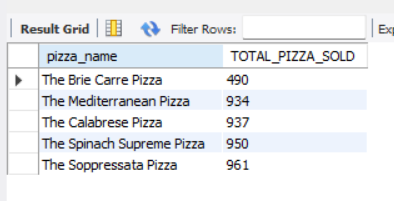 Result Grid Filter Rows: Exp
pizza_name TOTAL_PIZZA_SOLD
The Brie Carre Pizza 490
The Mediterranean Pizza 934
The Calabrese Pizza 937
The Spinach Supreme Pizza 950
The Soppressata Pizza 961